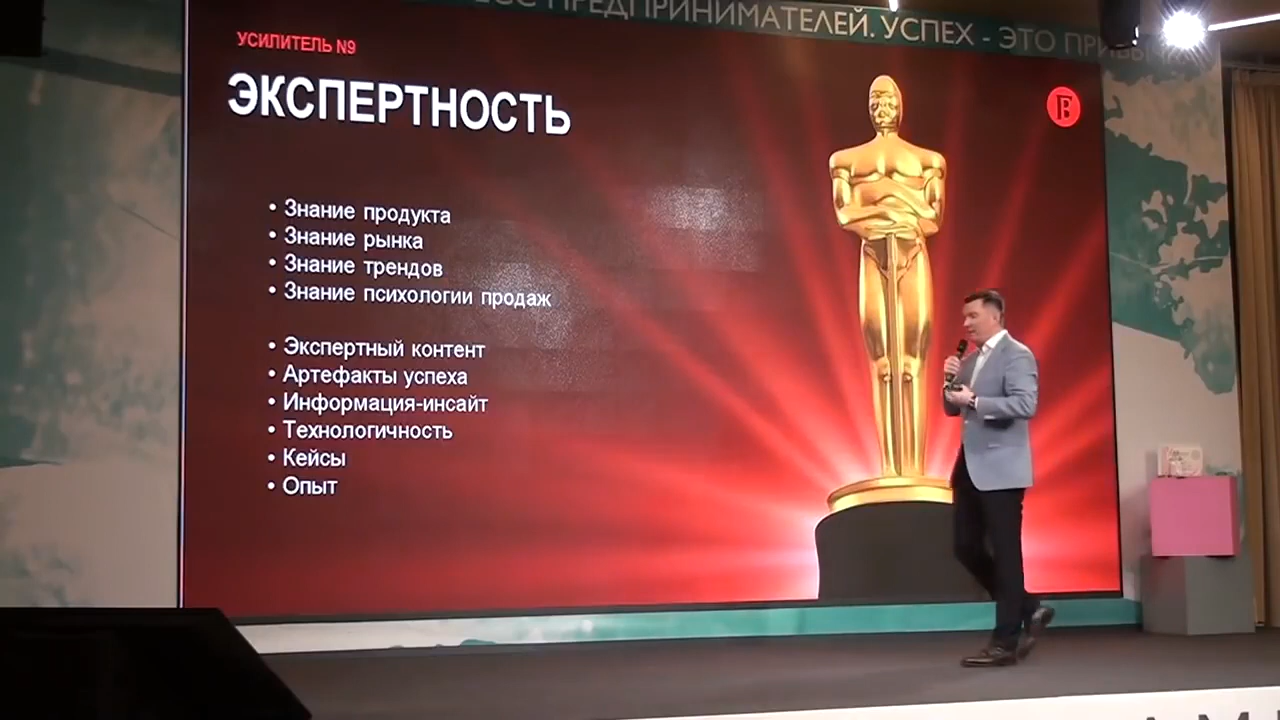 ПРЕДПРИНИМАТЕЛЕЙ. УСПЕХ - ЭТО
УСИЛИТЕЛЬ №9
ЭКСПЕРТНОСТЬ
• Знание продукта
• Знание рынка
• Знание трендов
• Знание психологии продаж
• Экспертный контент
• Артефакты успеха
• Информация-инсайт
• Технологичность
• Кейсы
• Опыт